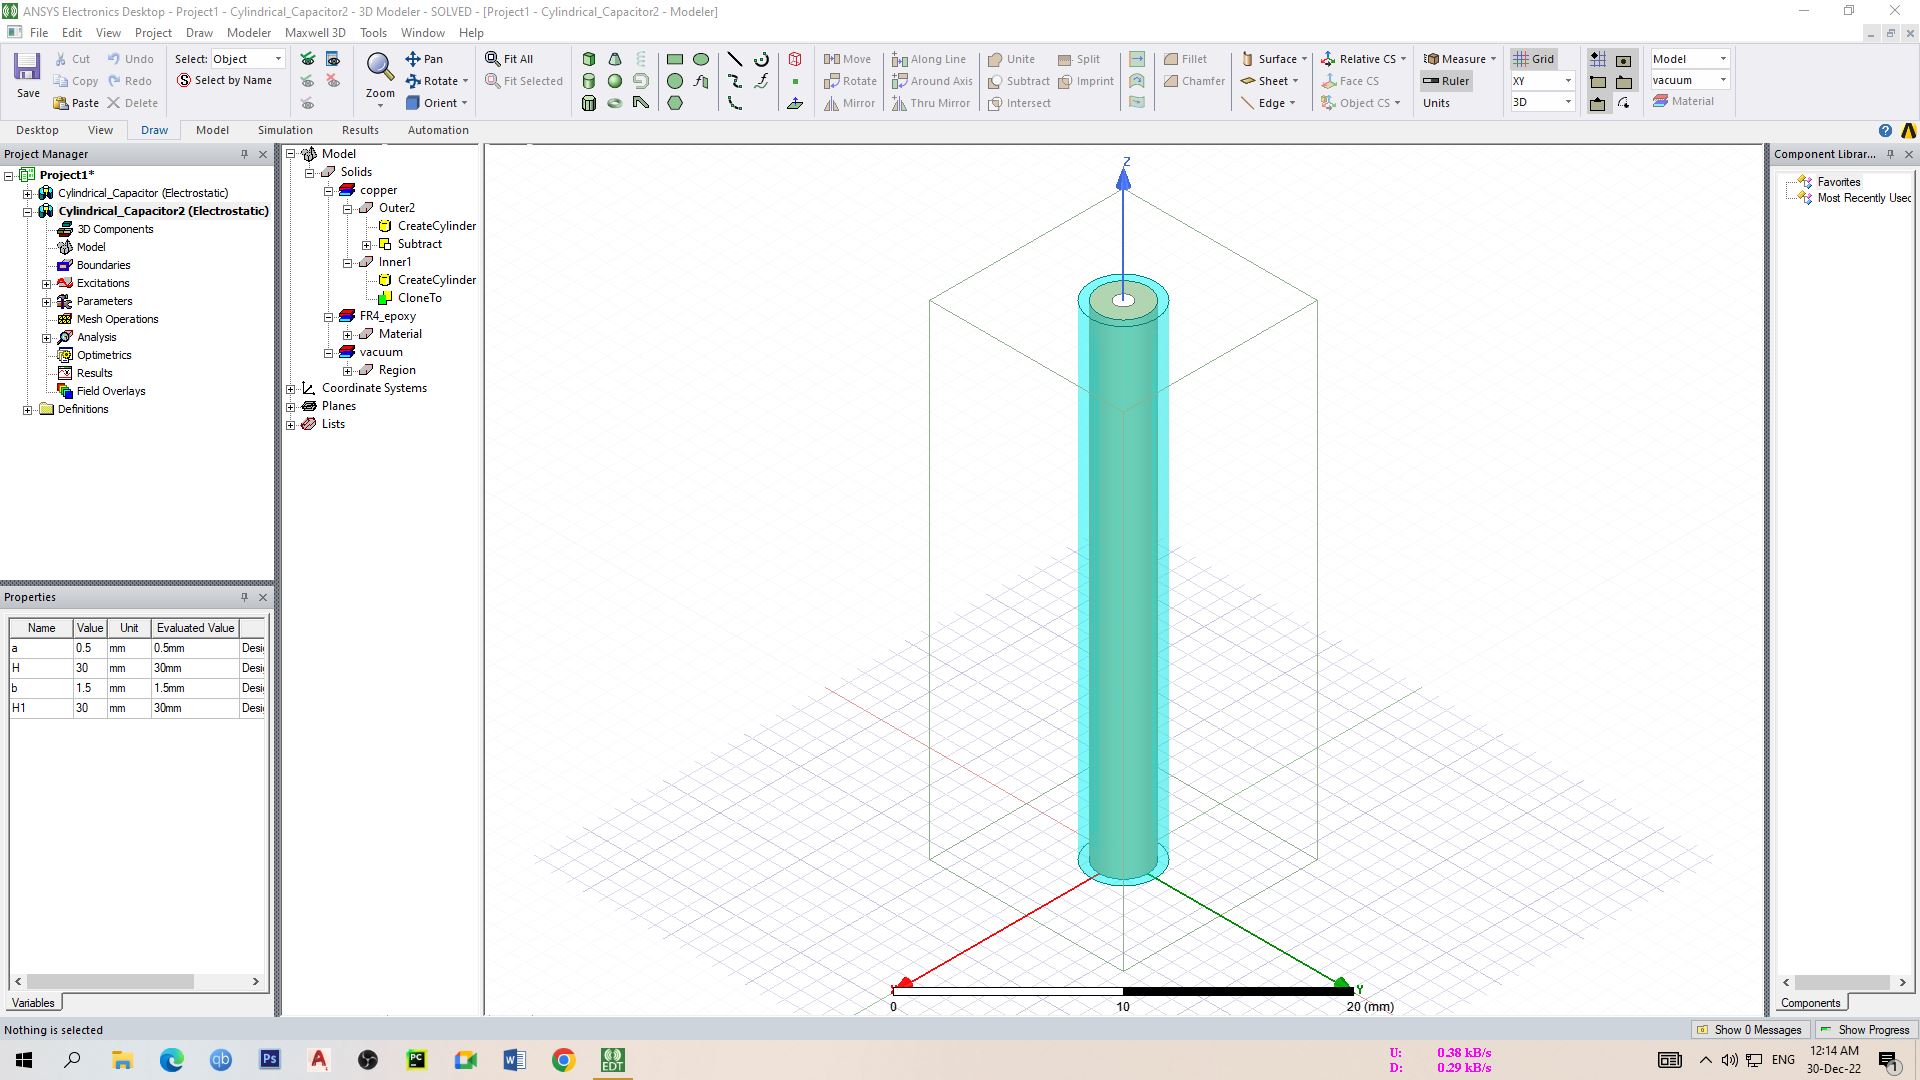 ANSYS Electronics Desktop - Project1 - Cylindrical_Capacitor2 - 3D Modeler - SOLVED - [Project1 - Cylindrical_Capacitor2 - Modeler]
File Edit View Project Draw Modeler Maxwell 3D Tools Window Help
Save
Cut Undo
Copy Redo
Paste Delete
Select: Object
Select by Name
Zoom
Pan
Rotate
Orient
Fit All
Fit Selected
Move Along Line
Rotate Around Axis
Mirror Thru Mirror
Unite Split
Subtract Imprint
Intersect
Fillet
Chamfer
Surface
Sheet
Edge
Relative CS
Face CS
Object CS
Measure
Ruler
Units
Grid
XY
3D
Model
vacuum
Material
Desktop View Draw Model Simulation Results Automation
Project Manager
Project1*
Cylindrical_Capacitor (Electrostatic)
Cylindrical_Capacitor2 (Electrostatic)
3D Components
Model
Boundaries
Excitations
Parameters
Mesh Operations
Analysis
Optimetrics
Results
Field Overlays
Definitions
Model
Solids
copper
Outer2
CreateCylinder
Subtract
Inner1
CreateCylinder
CloneTo
FR4_epoxy
Material
vacuum
Region
Coordinate Systems
Planes
Lists
Z
Y
0 10 20 (mm)
Component Librar...
Favorites
Most Recently Used
Components
Properties
Name Value Unit Evaluated Value
a 0.5 mm 0.5mm Desi
H 30 mm 30mm Desi
b 1.5 mm 1.5mm Desi
H1 30 mm 30mm Desi
Variables
Nothing is selected
Show 0 Messages Show Progress
qb Ps A PC W EDT
U: 0.38 kB/s
D: 0.29 kB/s
ENG
12:14 AM
30-Dec-22
1